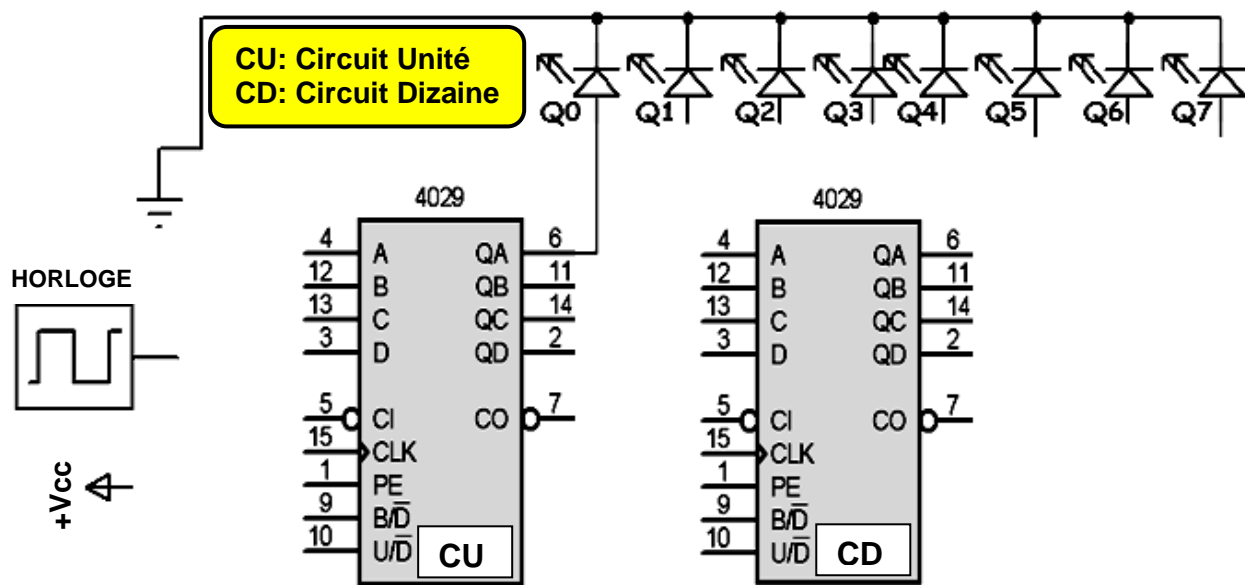 CU: Circuit Unité
CD: Circuit Dizaine
Q0 Q1 Q2 Q3 Q4 Q5 Q6 Q7
HORLOGE
+Vcc
4029
4 A QA 6
12 B QB 11
13 C QC 14
3 D QD 2
5 CI CO 7
15 CLK
1 PE
9 B/D̅
10 U/D̅
CU
4029
4 A QA 6
12 B QB 11
13 C QC 14
3 D QD 2
5 CI CO 7
15 CLK
1 PE
9 B/D̅
10 U/D̅
CD